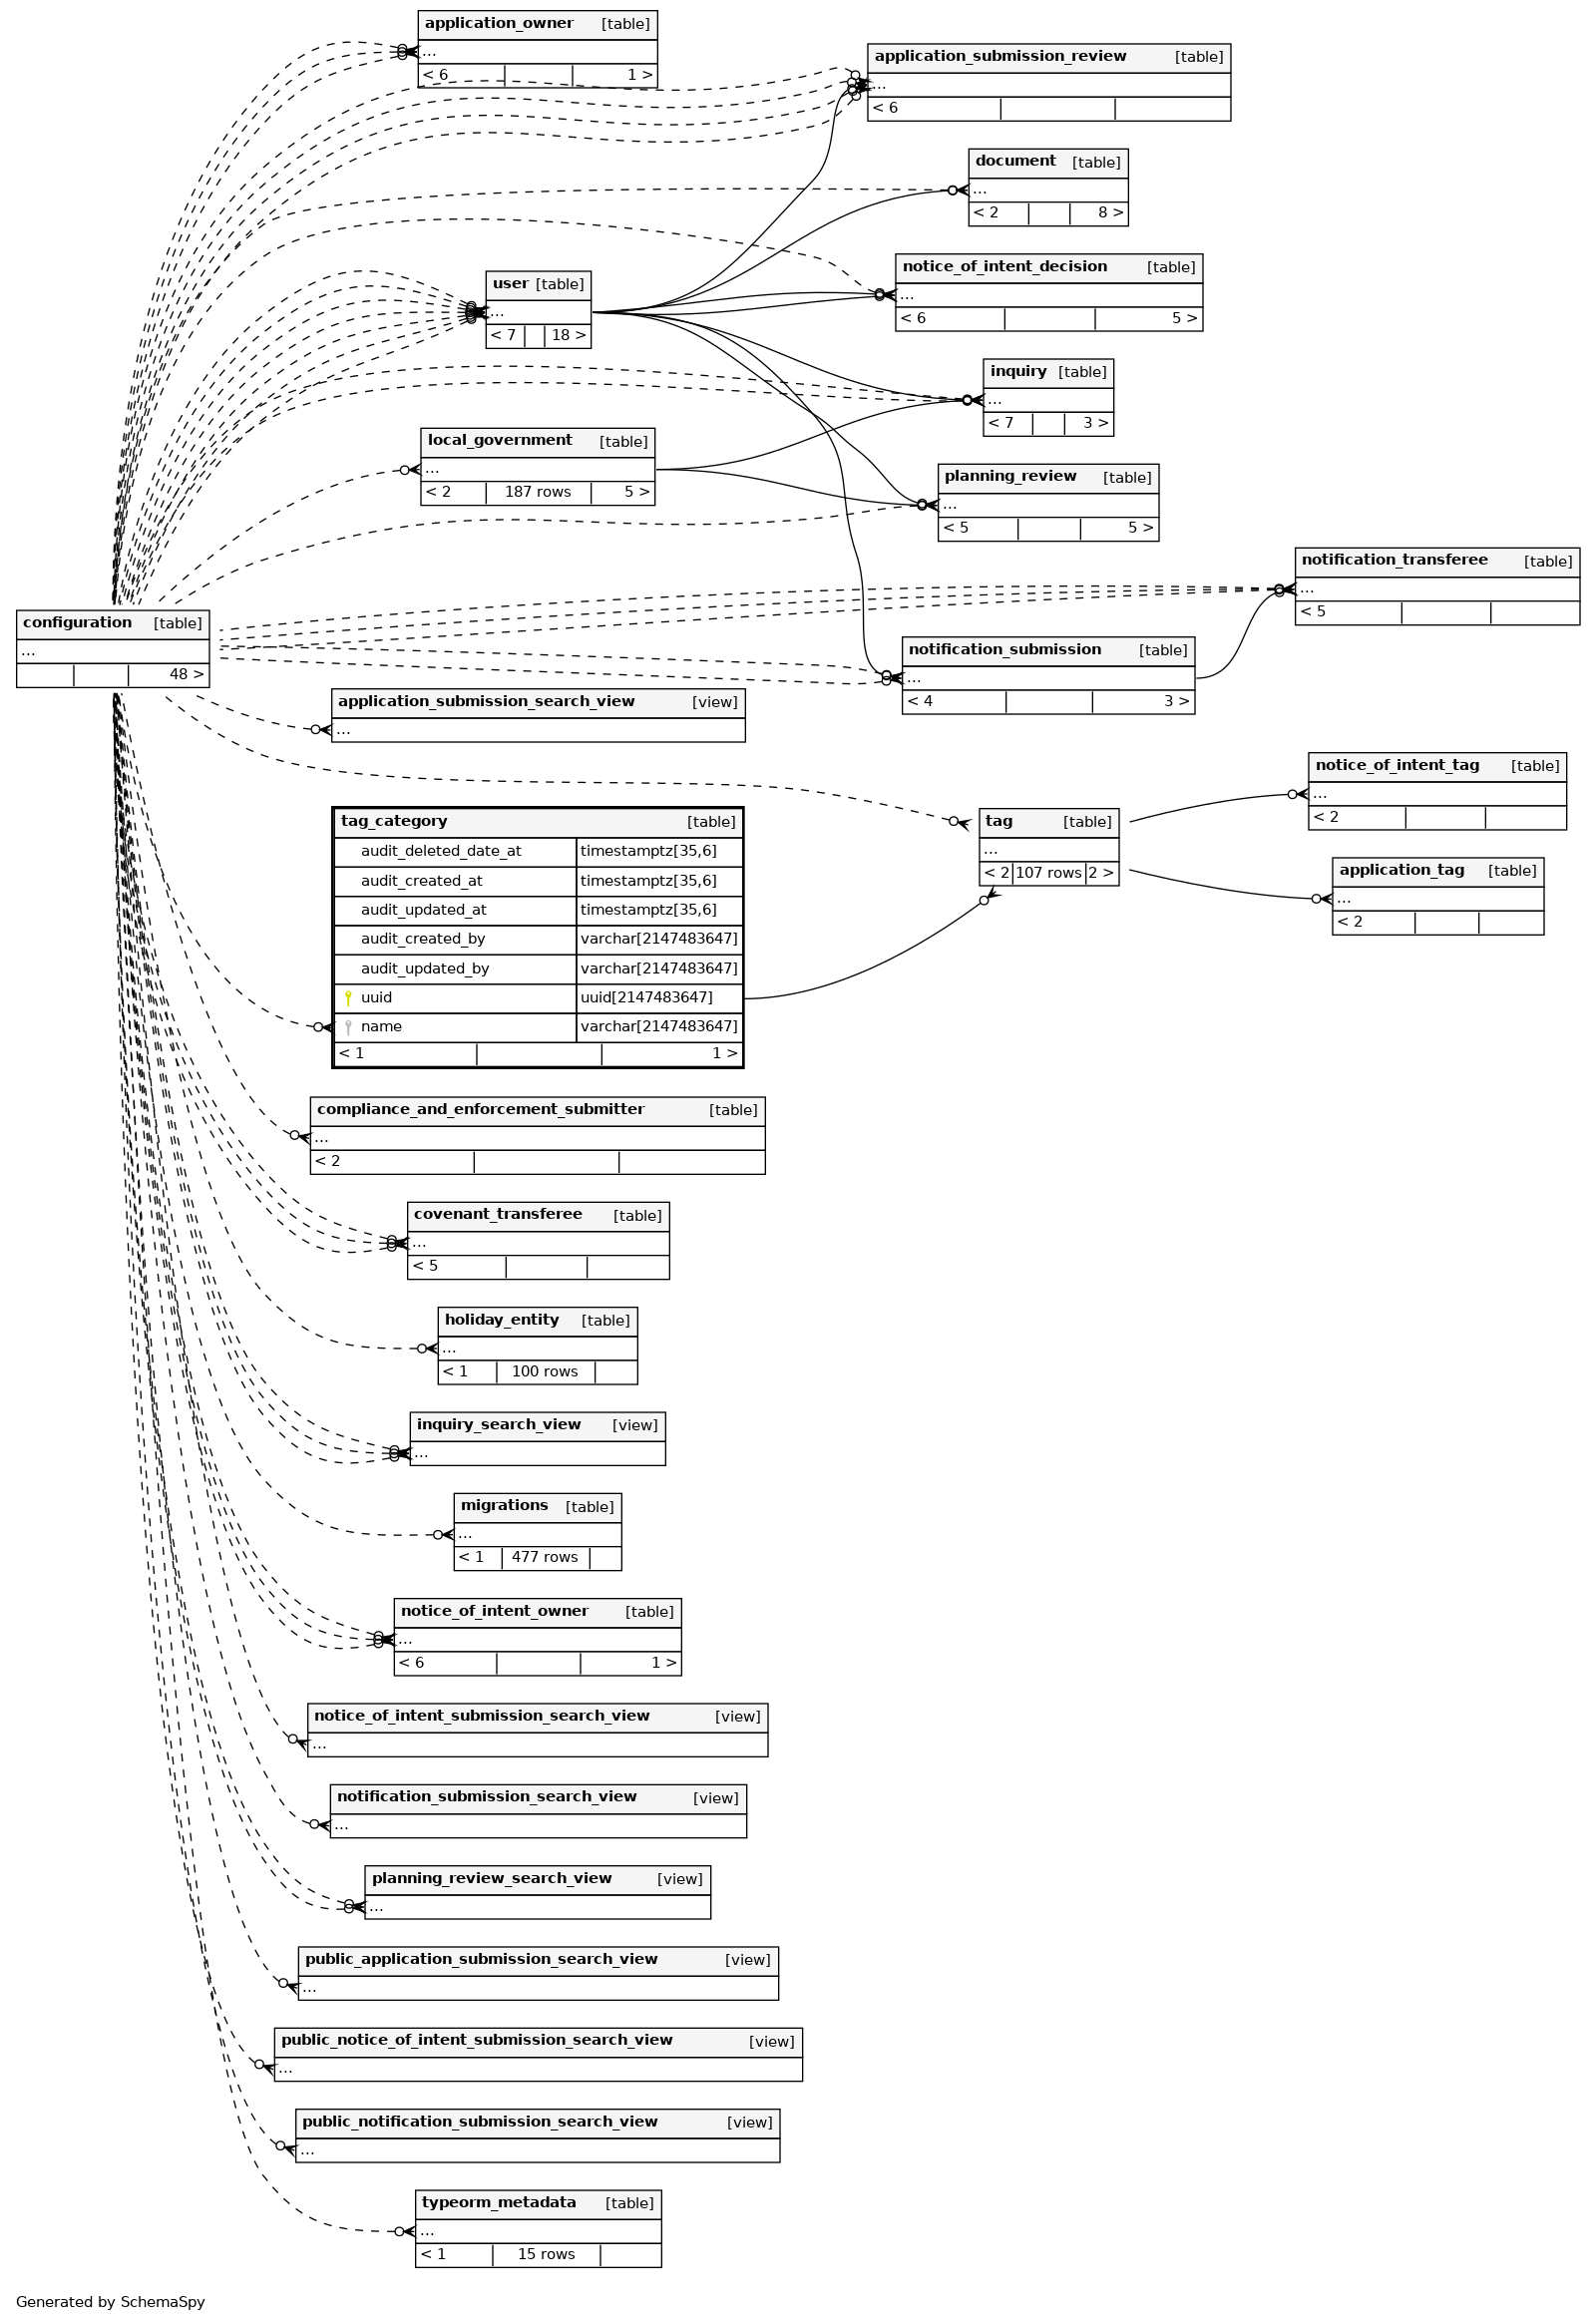 application_owner [table]
...
< 6 1 >
application_submission_review [table]
...
< 6
document [table]
...
< 2 8 >
notice_of_intent_decision [table]
...
< 6 5 >
user [table]
...
< 7 18 >
inquiry [table]
...
< 7 3 >
local_government [table]
...
< 2 187 rows 5 >
planning_review [table]
...
< 5 5 >
notification_transferee [table]
...
< 5
configuration [table]
...
48 >
notification_submission [table]
...
< 4 3 >
application_submission_search_view [view]
...
notice_of_intent_tag [table]
...
< 2
tag_category [table]
audit_deleted_date_at timestamptz[35,6]
audit_created_at timestamptz[35,6]
audit_updated_at timestamptz[35,6]
audit_created_by varchar[2147483647]
audit_updated_by varchar[2147483647]
uuid uuid[2147483647]
name varchar[2147483647]
< 1 1 >
tag [table]
...
< 2 107 rows 2 >
application_tag [table]
...
< 2
compliance_and_enforcement_submitter [table]
...
< 2
covenant_transferee [table]
...
< 5
holiday_entity [table]
...
< 1 100 rows
inquiry_search_view [view]
...
migrations [table]
...
< 1 477 rows
notice_of_intent_owner [table]
...
< 6 1 >
notice_of_intent_submission_search_view [view]
...
notification_submission_search_view [view]
...
planning_review_search_view [view]
...
public_application_submission_search_view [view]
...
public_notice_of_intent_submission_search_view [view]
...
public_notification_submission_search_view [view]
...
typeorm_metadata [table]
...
< 1 15 rows
Generated by SchemaSpy